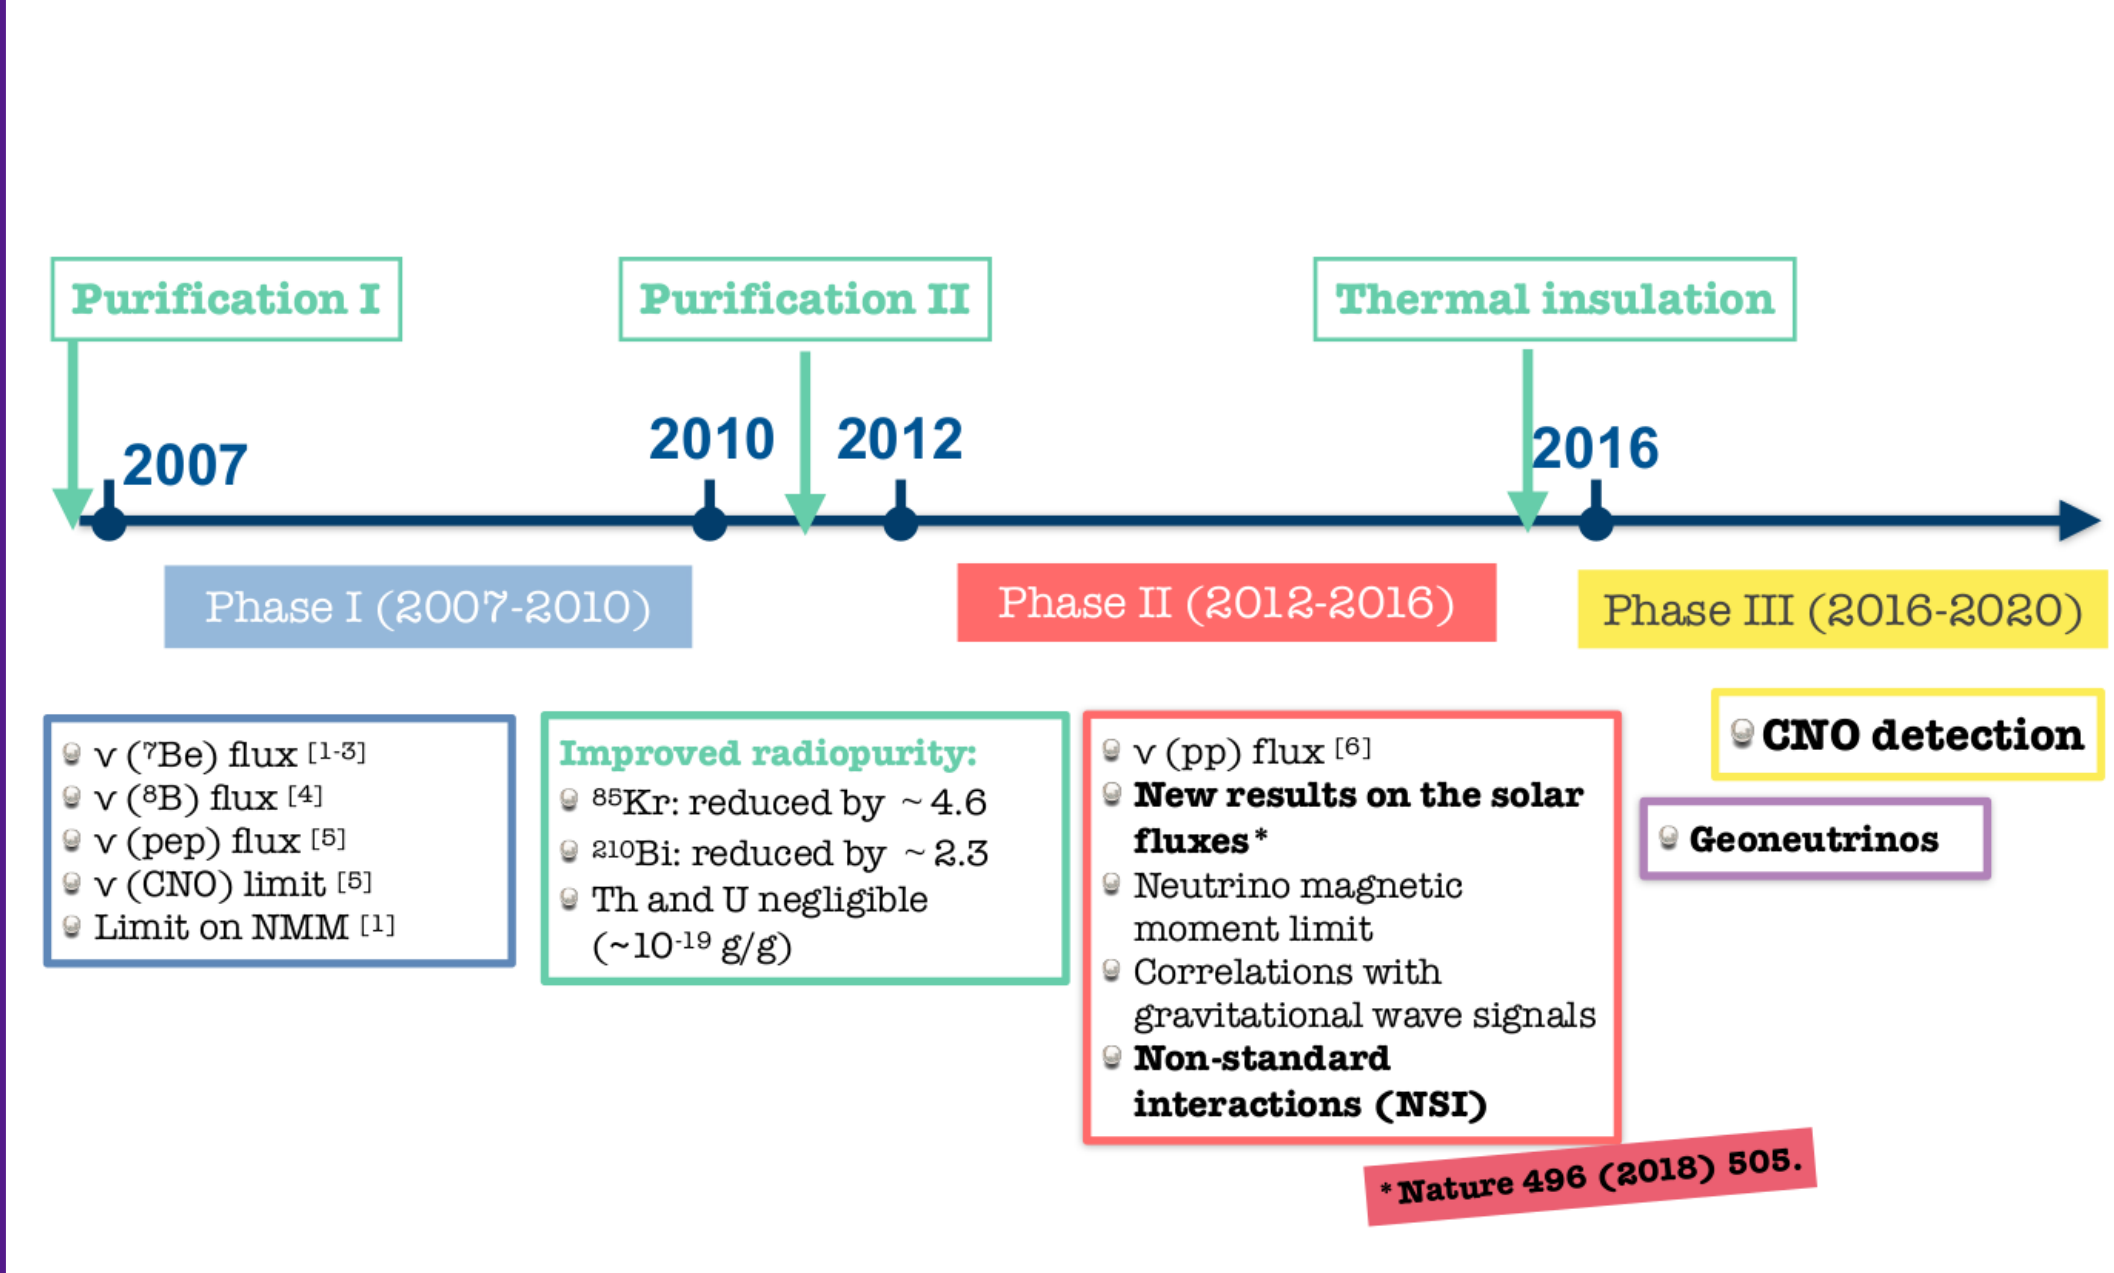 Purification I
Purification II
Thermal insulation
2007
2010
2012
2016
Phase I (2007-2010)
Phase II (2012-2016)
Phase III (2016-2020)
ν (⁷Be) flux [1-3]
ν (⁸B) flux [4]
ν (pep) flux [5]
ν (CNO) limit [5]
Limit on NMM [1]
Improved radiopurity:
⁸⁵Kr: reduced by ~4.6
²¹⁰Bi: reduced by ~2.3
Th and U negligible
(~10⁻¹⁹ g/g)
ν (pp) flux [6]
New results on the solar
fluxes*
Neutrino magnetic
moment limit
Correlations with
gravitational wave signals
Non-standard
interactions (NSI)
CNO detection
Geoneutrinos
*Nature 496 (2018) 505.